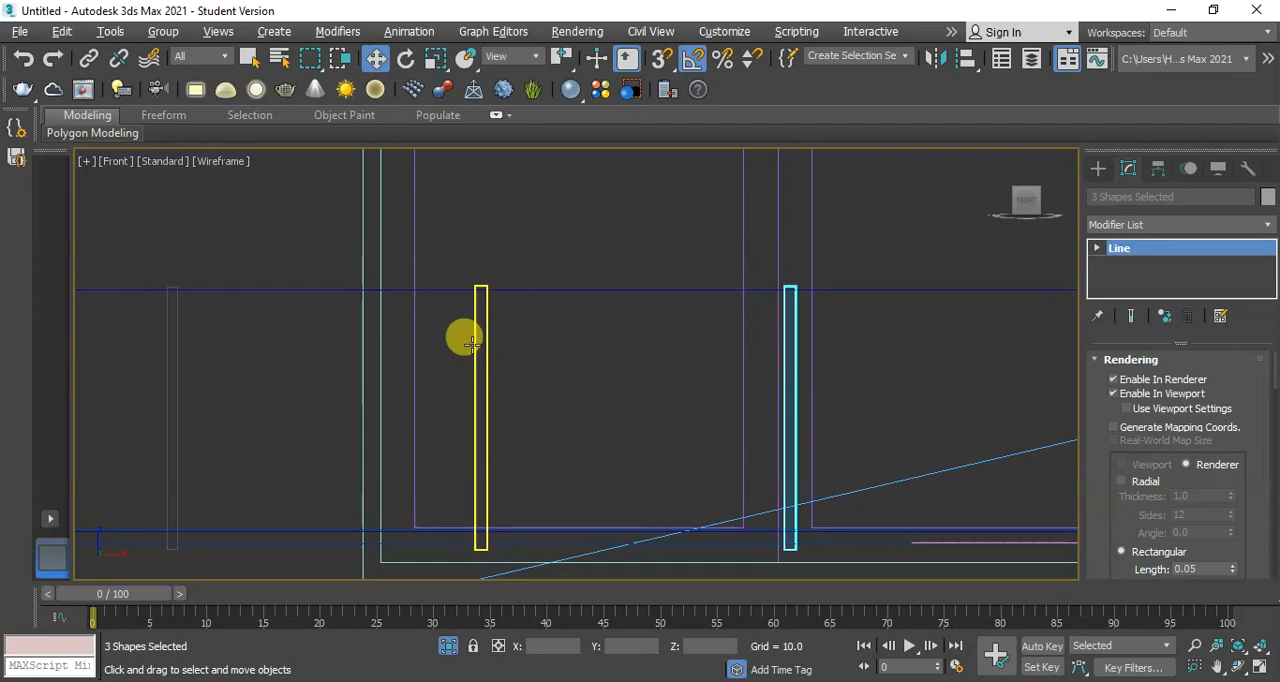 Untitled - Autodesk 3ds Max 2021 - Student Version
File Edit Tools Group Views Create Modifiers Animation Graph Editors Rendering Civil View Customize Scripting Interactive Sign In Workspaces: Default
All View Create Selection Se C:\Users\H...s Max 2021
Modeling Freeform Selection Object Paint Populate
Polygon Modeling
[+] [Front] [Standard] [Wireframe]
FRONT
3 Shapes Selected
Modifier List
Line
Rendering
Enable In Renderer
Enable In Viewport
Use Viewport Settings
Generate Mapping Coords.
Real-World Map Size
Viewport Renderer
Radial
Thickness: 1.0
Sides: 12
Angle: 0.0
Rectangular
Length: 0.05
0 / 100
0 5 10 15 20 25 30 35 40 45 50 55 60 65 70 75 80 85 90 95 100
3 Shapes Selected X: Y: Z: Grid = 10.0 Auto Key Selected
MAXScript Mi: Click and drag to select and move objects Add Time Tag 0 Set Key Key Filters...